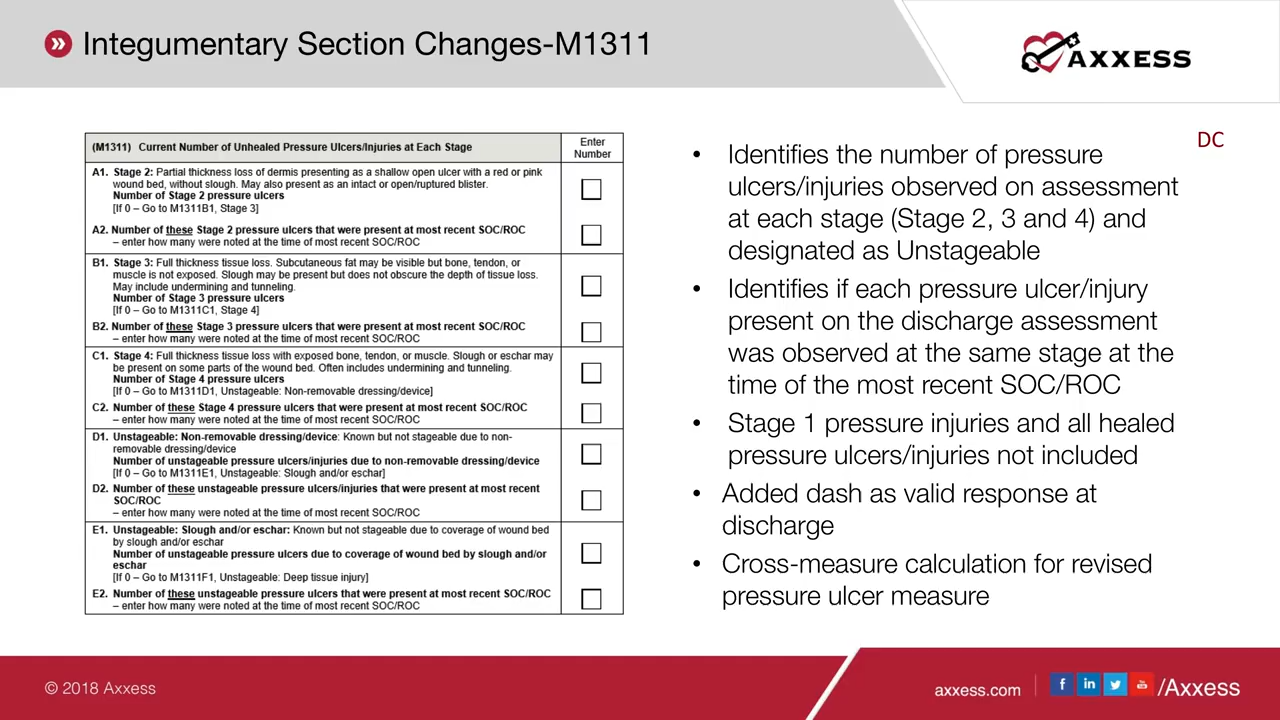 Integumentary Section Changes-M1311
AXXESS
(M1311) Current Number of Unhealed Pressure Ulcers/Injuries at Each Stage
Enter
Number
A1. Stage 2: Partial thickness loss of dermis presenting as a shallow open ulcer with a red or pink
wound bed, without slough. May also present as an intact or open/ruptured blister.
Number of Stage 2 pressure ulcers
[If 0 – Go to M1311B1, Stage 3]
A2. Number of these Stage 2 pressure ulcers that were present at most recent SOC/ROC
– enter how many were noted at the time of most recent SOC/ROC
B1. Stage 3: Full thickness tissue loss. Subcutaneous fat may be visible but bone, tendon, or
muscle is not exposed. Slough may be present but does not obscure the depth of tissue loss.
May include undermining and tunneling.
Number of Stage 3 pressure ulcers
[If 0 – Go to M1311C1, Stage 4]
B2. Number of these Stage 3 pressure ulcers that were present at most recent SOC/ROC
– enter how many were noted at the time of most recent SOC/ROC
C1. Stage 4: Full thickness tissue loss with exposed bone, tendon, or muscle. Slough or eschar may
be present on some parts of the wound bed. Often includes undermining and tunneling.
Number of Stage 4 pressure ulcers
[If 0 – Go to M1311D1, Unstageable: Non-removable dressing/device]
C2. Number of these Stage 4 pressure ulcers that were present at most recent SOC/ROC
– enter how many were noted at the time of most recent SOC/ROC
D1. Unstageable: Non-removable dressing/device: Known but not stageable due to non-
removable dressing/device
Number of unstageable pressure ulcers/injuries due to non-removable dressing/device
[If 0 – Go to M1311E1, Unstageable: Slough and/or eschar]
D2. Number of these unstageable pressure ulcers/injuries that were present at most recent
SOC/ROC
– enter how many were noted at the time of most recent SOC/ROC
E1. Unstageable: Slough and/or eschar: Known but not stageable due to coverage of wound bed
by slough and/or eschar
Number of unstageable pressure ulcers due to coverage of wound bed by slough and/or
eschar
[If 0 – Go to M1311F1, Unstageable: Deep tissue injury]
E2. Number of these unstageable pressure ulcers that were present at most recent SOC/ROC
– enter how many were noted at the time of most recent SOC/ROC
DC
• Identifies the number of pressure
ulcers/injuries observed on assessment
at each stage (Stage 2, 3 and 4) and
designated as Unstageable
• Identifies if each pressure ulcer/injury
present on the discharge assessment
was observed at the same stage at the
time of the most recent SOC/ROC
• Stage 1 pressure injuries and all healed
pressure ulcers/injuries not included
• Added dash as valid response at
discharge
• Cross-measure calculation for revised
pressure ulcer measure
© 2018 Axxess
axxess.com
/Axxess